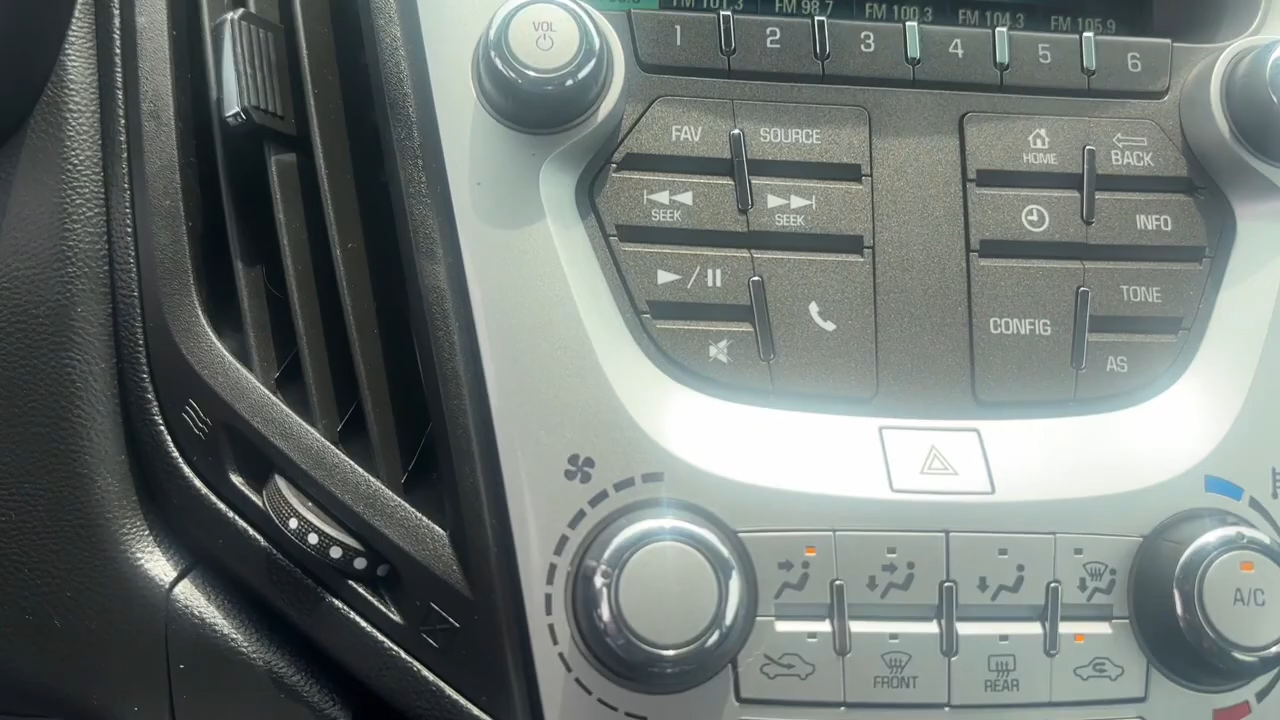 FM 101.3 FM 98.7 FM 100.3 FM 104.3 FM 105.9
VOL
1 2 3 4 5 6
FAV SOURCE
HOME BACK
SEEK SEEK
INFO
TONE
CONFIG
AS
A/C
FRONT REAR